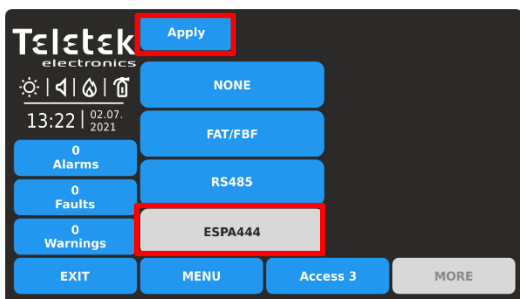 Teletek
electronics
13:22 02.07.
2021
0
Alarms
0
Faults
0
Warnings
EXIT
Apply
NONE
FAT/FBF
RS485
ESPA444
MENU
Access 3
MORE